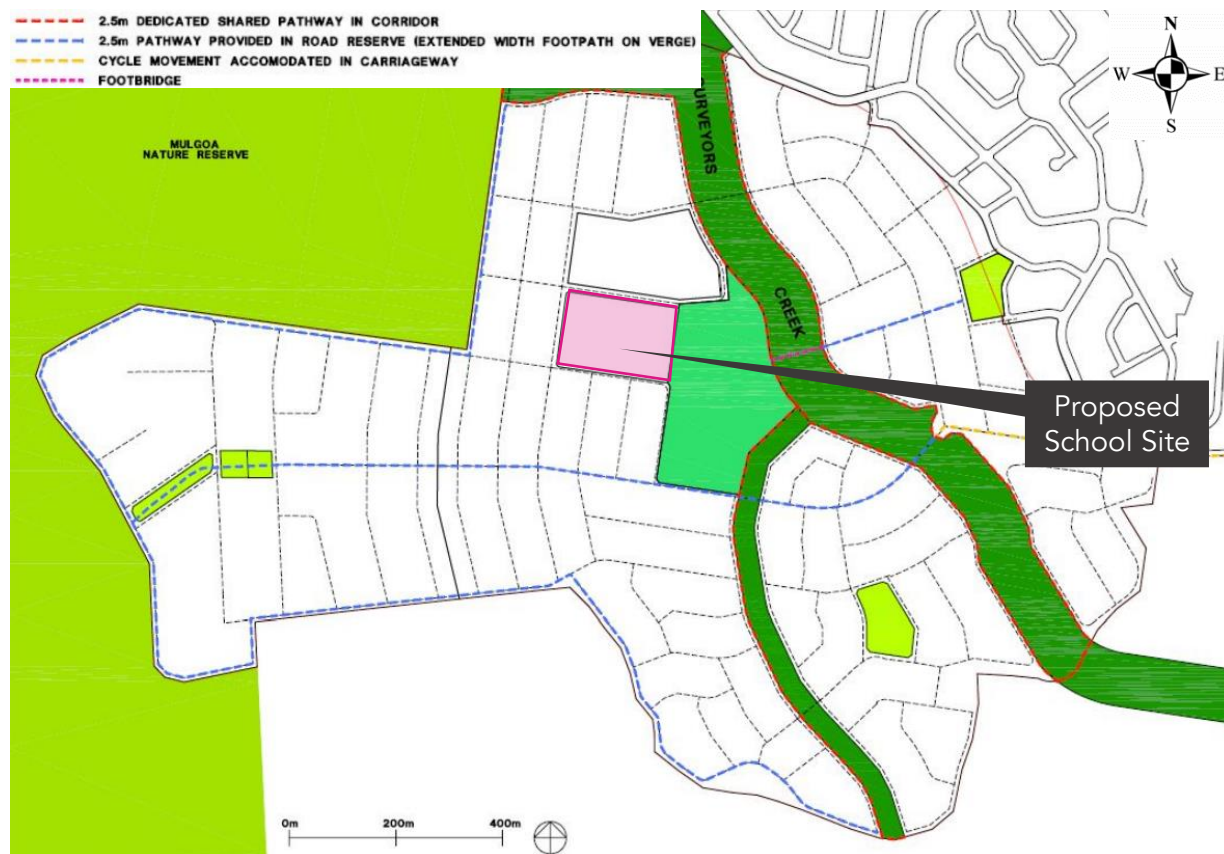 2.5m DEDICATED SHARED PATHWAY IN CORRIDOR
2.5m PATHWAY PROVIDED IN ROAD RESERVE (EXTENDED WIDTH FOOTPATH ON VERGE)
CYCLE MOVEMENT ACCOMODATED IN CARRIAGEWAY
FOOTBRIDGE
N
W
E
S
MULGOA
NATURE RESERVE
SURVEYORS
CREEK
Proposed
School Site
0m
200m
400m